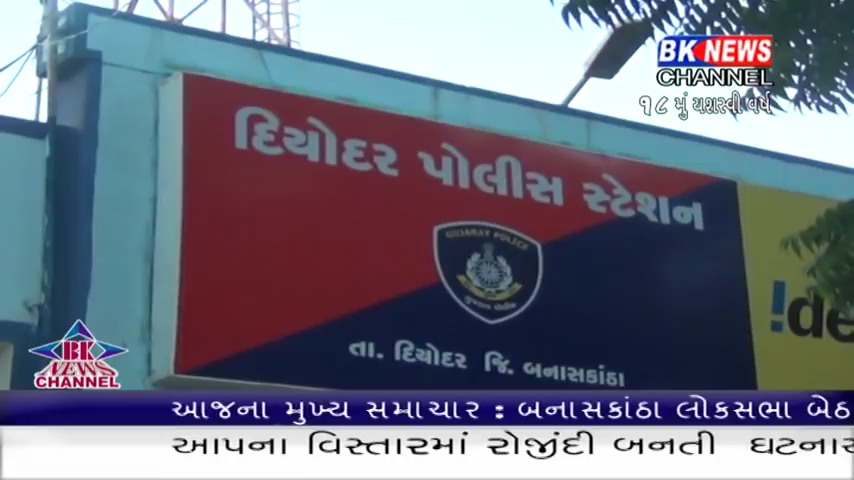 BK NEWS
CHANNEL
૧૮ મું યશસ્વી વર્ષ
દિયોદર પોલીસ સ્ટેશન
GUJARAT POLICE
ગુજરાત પોલીસ
તા. દિયોદર જિ. બનાસકાંઠા
!de
BK
NEWS
CHANNEL
આજના મુખ્ય સમાચાર : બનાસકાંઠા લોકસભા બેઠ
આપના વિસ્તારમાં રોજીંદી બનતી ઘટના